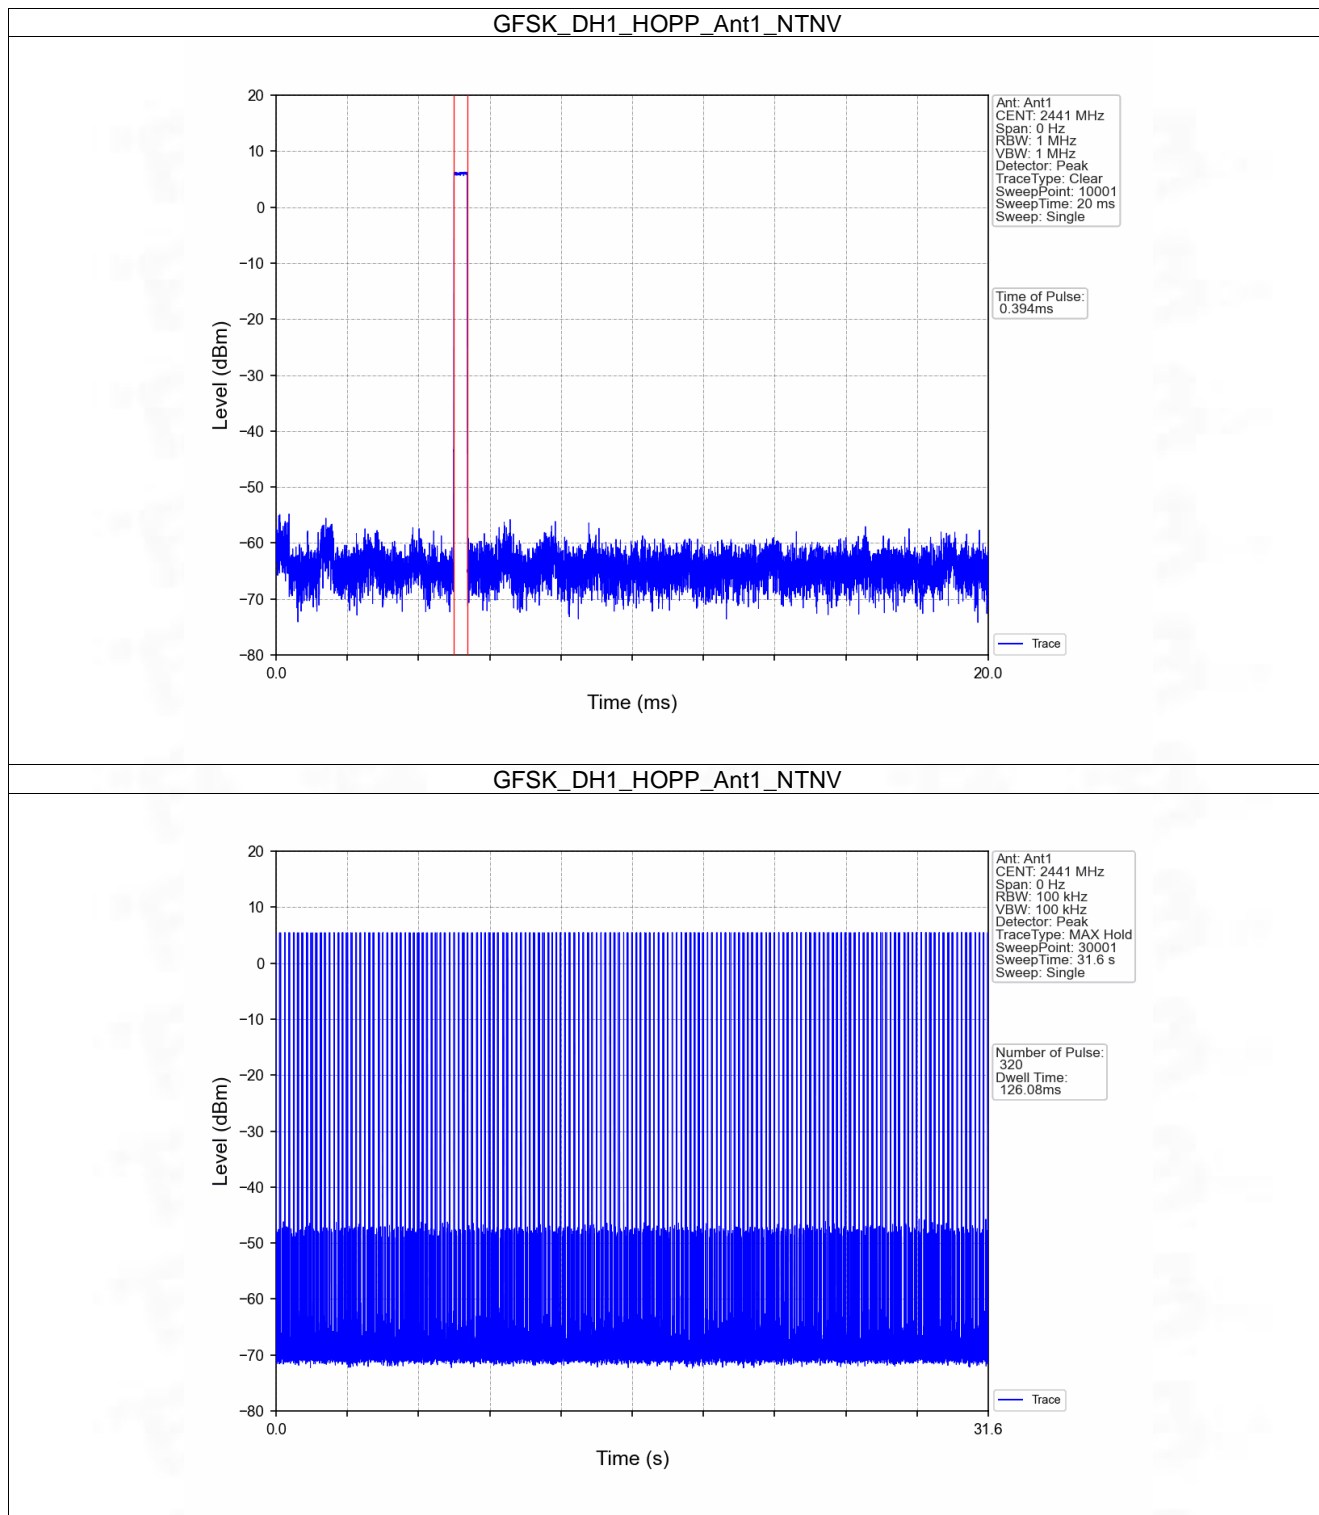 GFSK_DH1_HOPP_Ant1_NTNV
20
10
0
−10
−20
−30
−40
−50
−60
−70
−80
Level (dBm)
0.0
20.0
Time (ms)
Ant: Ant1
CENT: 2441 MHz
Span: 0 Hz
RBW: 1 MHz
VBW: 1 MHz
Detector: Peak
TraceType: Clear
SweepPoint: 10001
SweepTime: 20 ms
Sweep: Single
Time of Pulse:
0.394ms
Trace
GFSK_DH1_HOPP_Ant1_NTNV
20
10
0
−10
−20
−30
−40
−50
−60
−70
−80
Level (dBm)
0.0
31.6
Time (s)
Ant: Ant1
CENT: 2441 MHz
Span: 0 Hz
RBW: 100 kHz
VBW: 100 kHz
Detector: Peak
TraceType: MAX Hold
SweepPoint: 30001
SweepTime: 31.6 s
Sweep: Single
Number of Pulse:
320
Dwell Time:
126.08ms
Trace